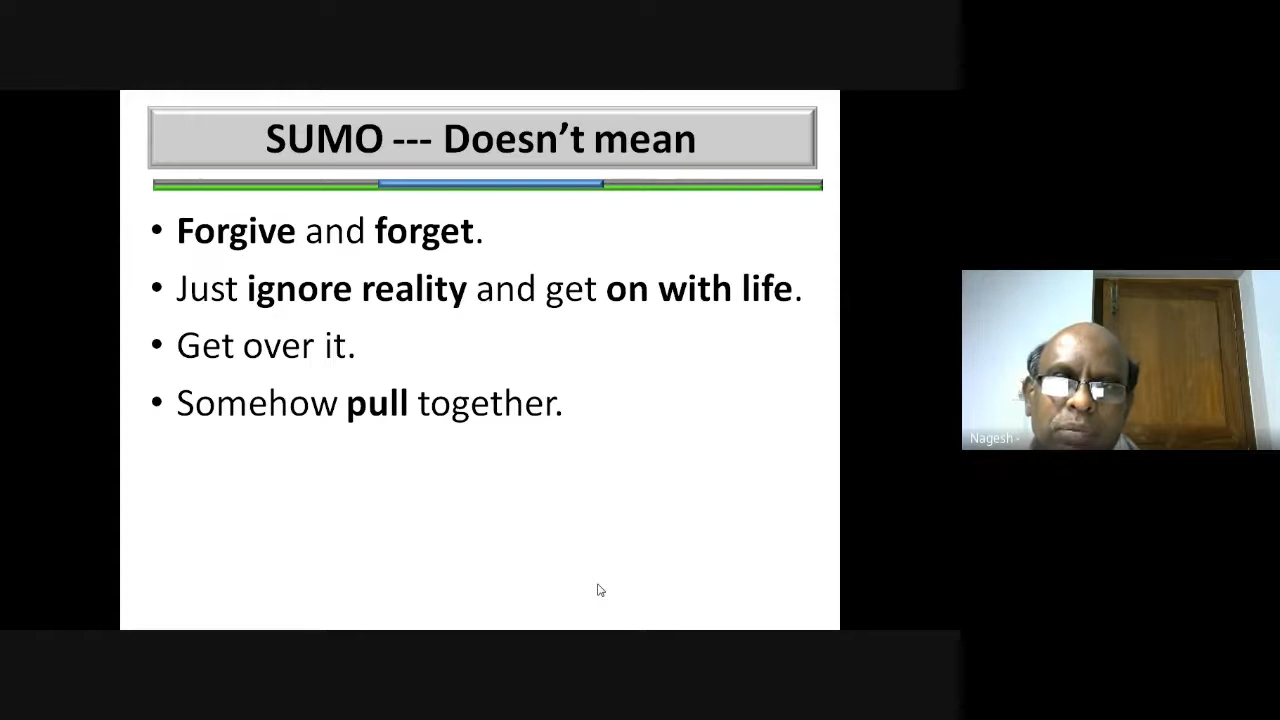 SUMO --- Doesn’t mean
• Forgive and forget.
• Just ignore reality and get on with life.
• Get over it.
• Somehow pull together.
Nagesh -